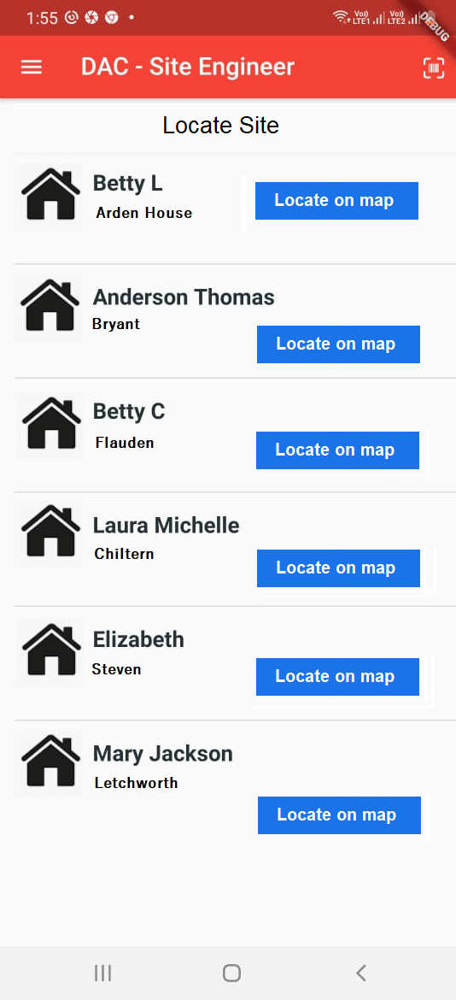 1:55
Vo)) LTE1 Vo)) LTE2
DEBUG
DAC - Site Engineer
Locate Site
Betty L
Locate on map
Arden House
Anderson Thomas
Bryant
Locate on map
Betty C
Flauden
Locate on map
Laura Michelle
Chiltern
Locate on map
Elizabeth
Steven
Locate on map
Mary Jackson
Letchworth
Locate on map